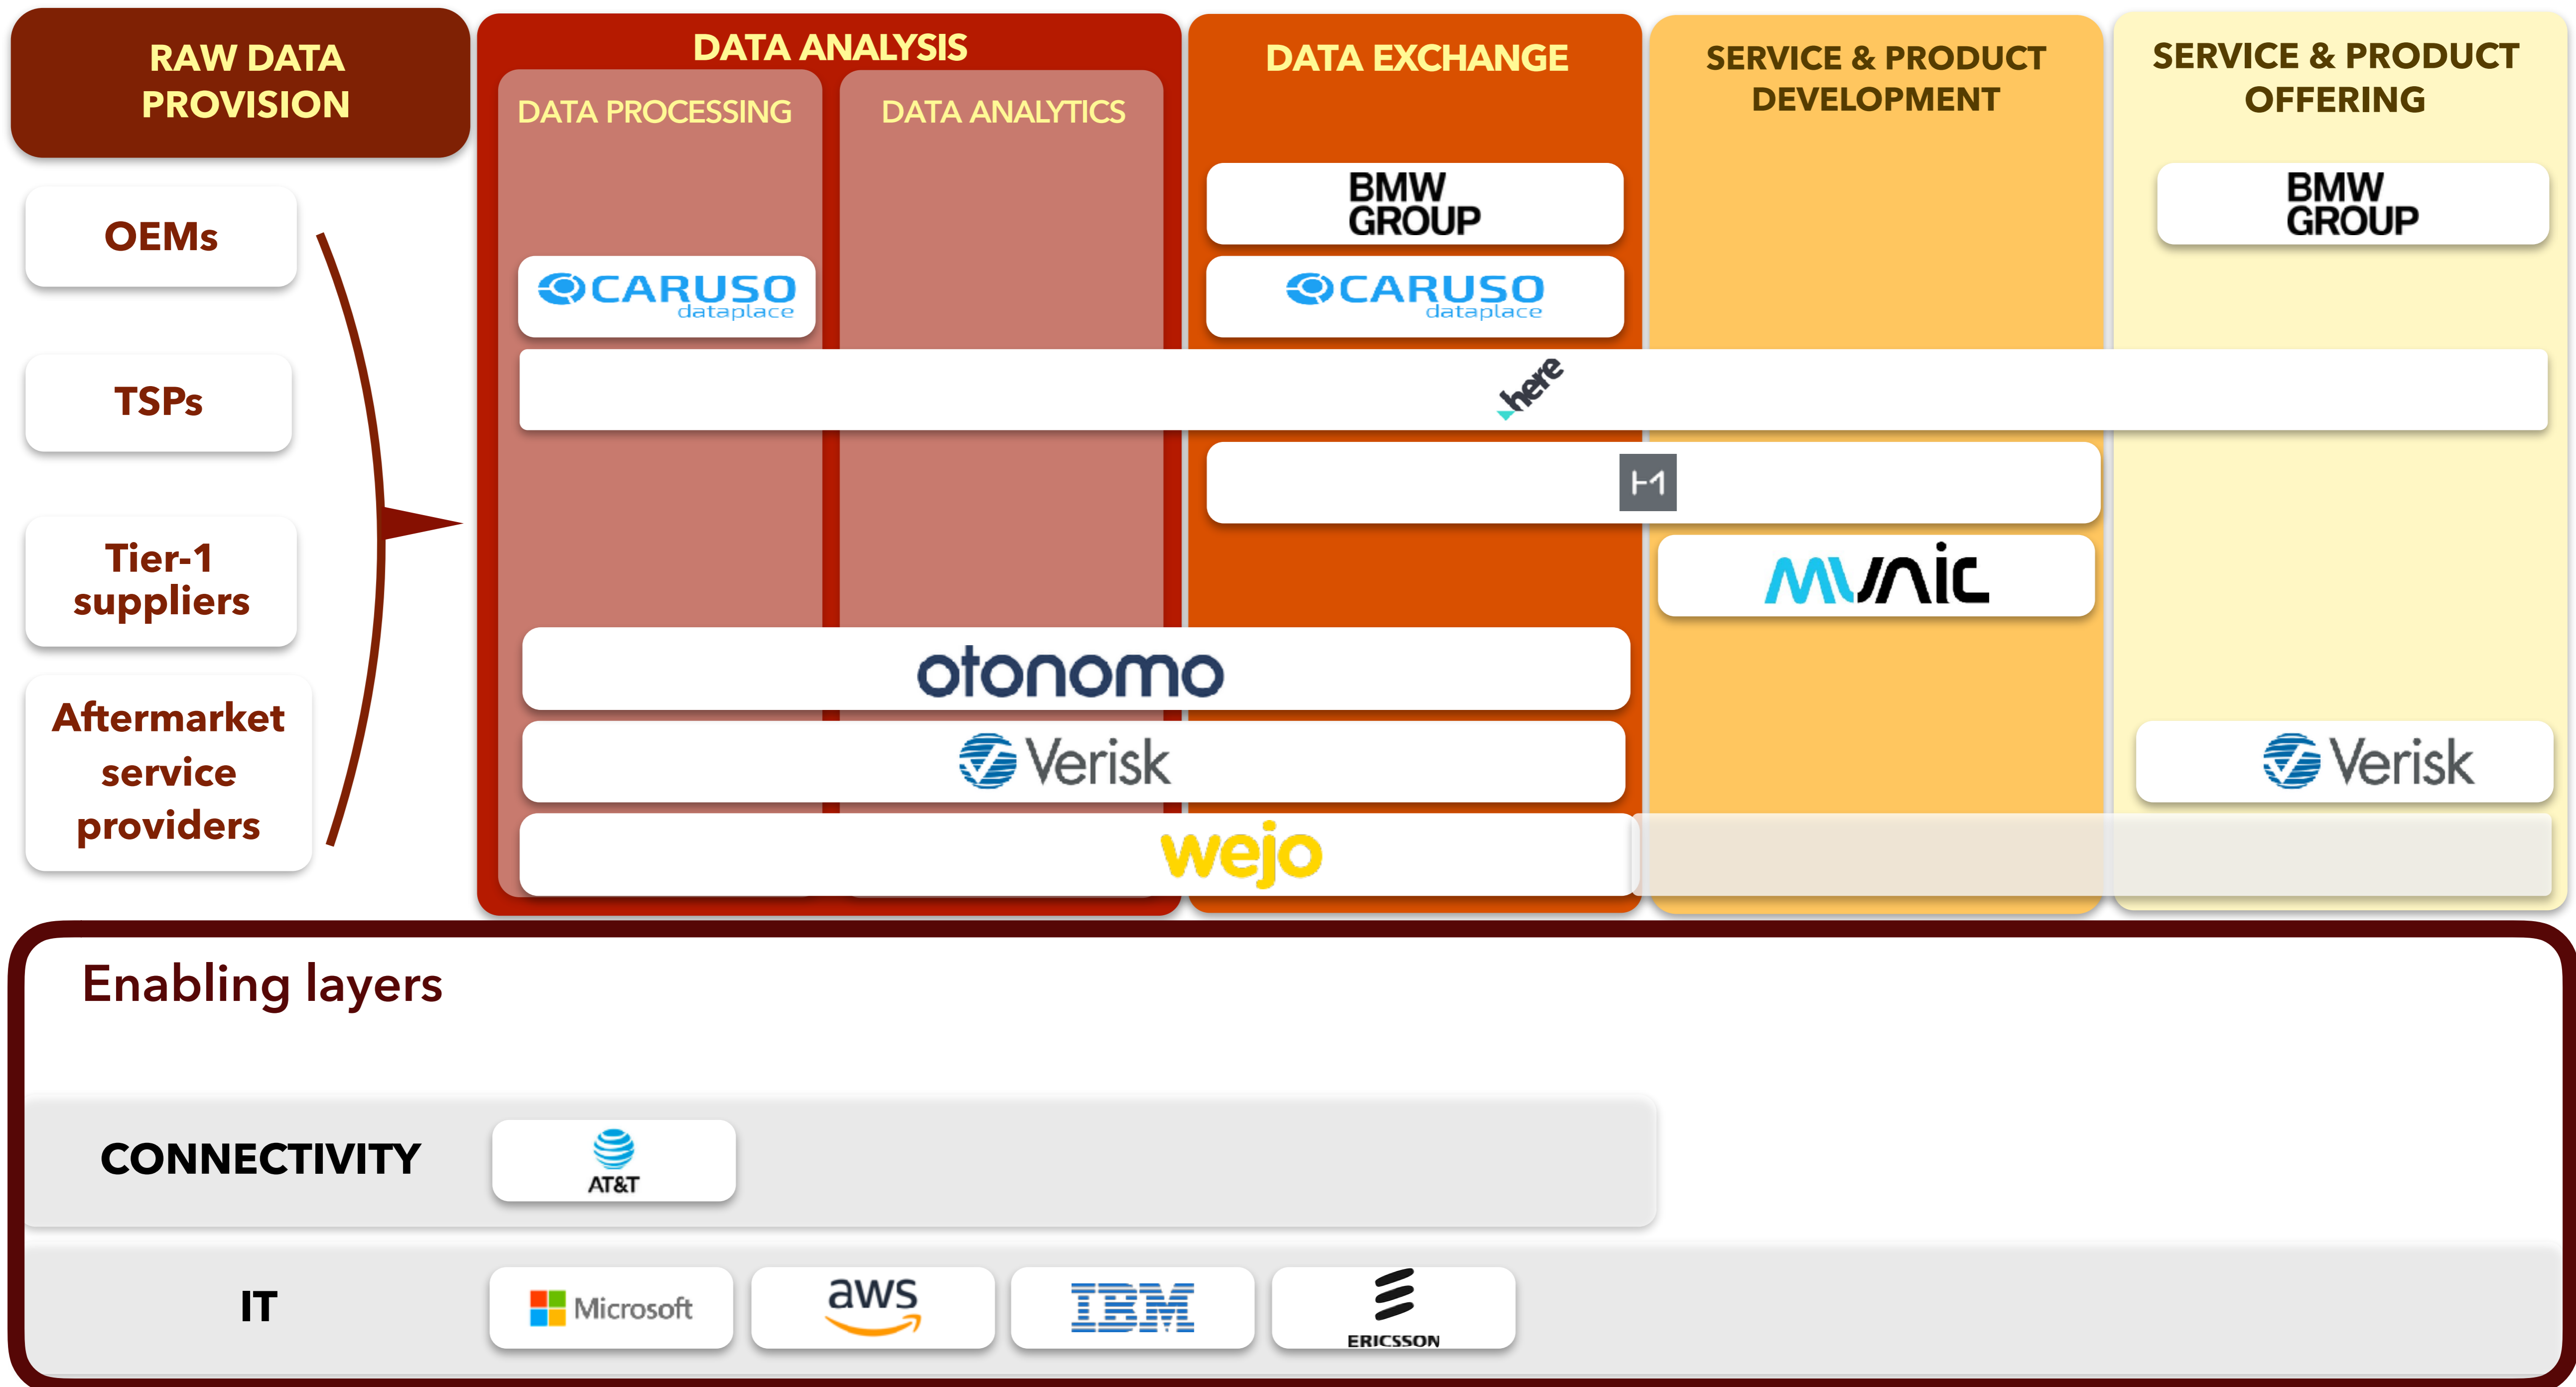 RAW DATA
PROVISION
DATA ANALYSIS
DATA PROCESSING
DATA ANALYTICS
DATA EXCHANGE
SERVICE & PRODUCT
DEVELOPMENT
SERVICE & PRODUCT
OFFERING
OEMs
TSPs
Tier-1
suppliers
Aftermarket
service
providers
BMW
GROUP
BMW
GROUP
CARUSO
dataplace
CARUSO
dataplace
here
munic
otonomo
Verisk
Verisk
wejo
Enabling layers
CONNECTIVITY
AT&T
IT
Microsoft
aws
IBM
ERICSSON